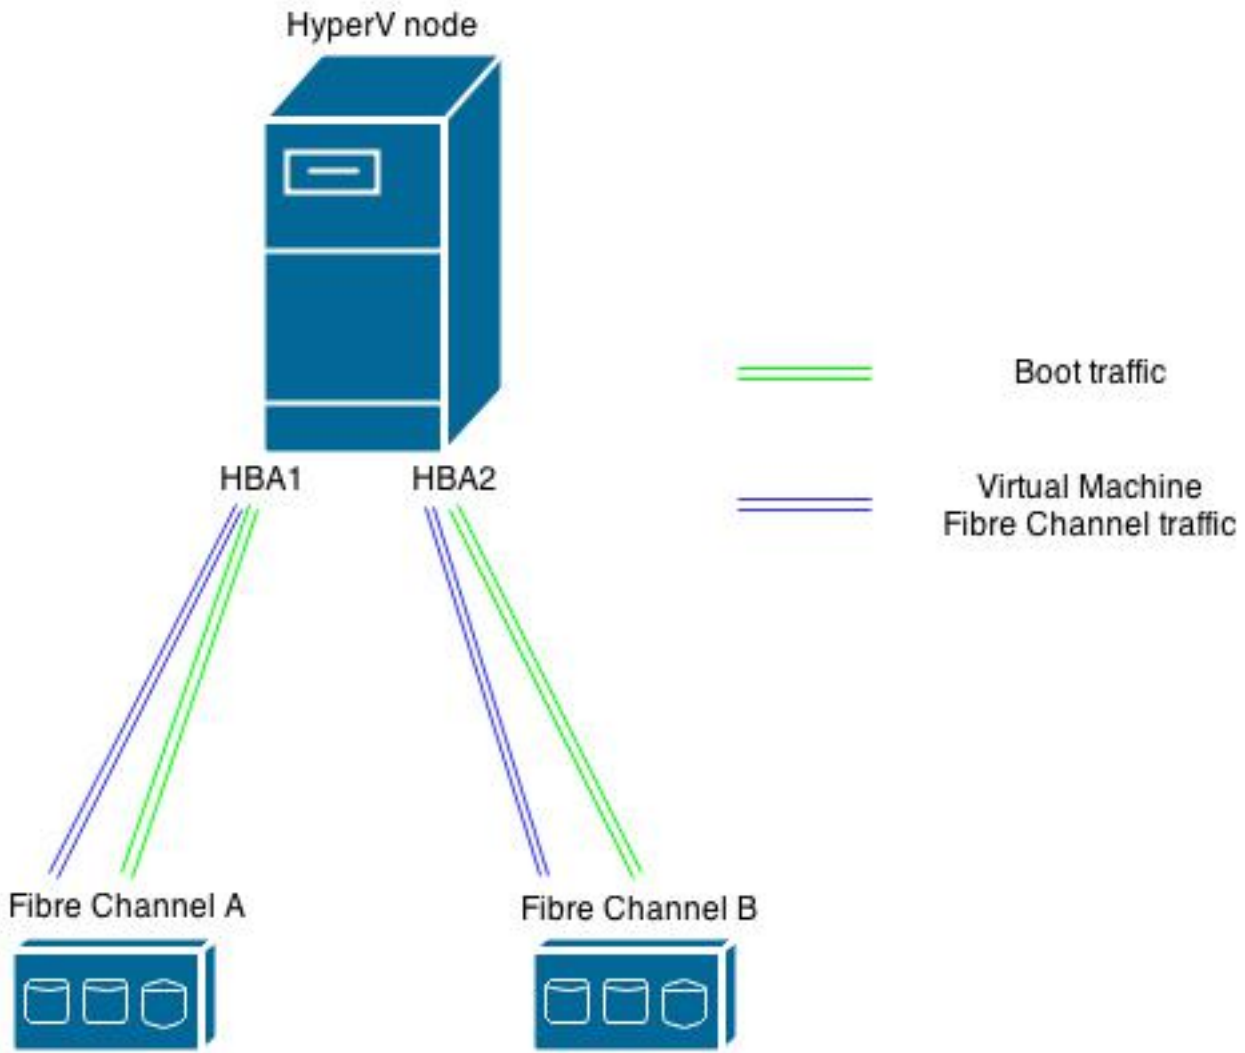 HyperV node
Boot traffic
HBA1
HBA2
Virtual Machine
Fibre Channel traffic
Fibre Channel A
Fibre Channel B